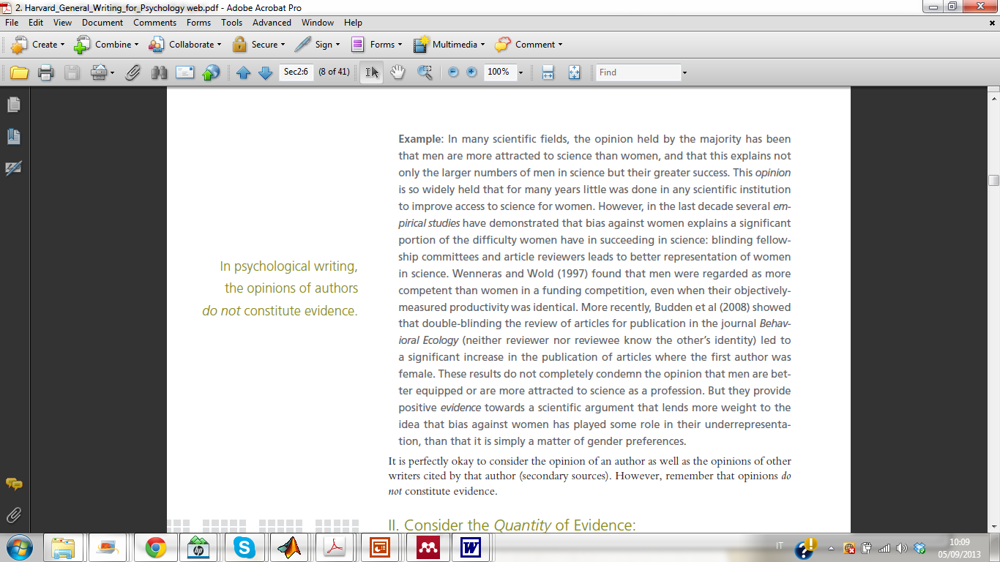 2. Harvard_General_Writing_for_Psychology web.pdf - Adobe Acrobat Pro
File Edit View Document Comments Forms Tools Advanced Window Help
Create Combine Collaborate Secure Sign Forms Multimedia Comment
Sec2:6 (8 of 41) 100% Find
Example: In many scientific fields, the opinion held by the majority has been
that men are more attracted to science than women, and that this explains not
only the larger numbers of men in science but their greater success. This opinion
is so widely held that for many years little was done in any scientific institution
to improve access to science for women. However, in the last decade several em-
pirical studies have demonstrated that bias against women explains a significant
portion of the difficulty women have in succeeding in science: blinding fellow-
ship committees and article reviewers leads to better representation of women
in science. Wenneras and Wold (1997) found that men were regarded as more
competent than women in a funding competition, even when their objectively-
measured productivity was identical. More recently, Budden et al (2008) showed
that double-blinding the review of articles for publication in the journal Behav-
ioral Ecology (neither reviewer nor reviewee know the other's identity) led to
a significant increase in the publication of articles where the first author was
female. These results do not completely condemn the opinion that men are bet-
ter equipped or are more attracted to science as a profession. But they provide
positive evidence towards a scientific argument that lends more weight to the
idea that bias against women has played some role in their underrepresenta-
tion, than that it is simply a matter of gender preferences.
In psychological writing,
the opinions of authors
do not constitute evidence.
It is perfectly okay to consider the opinion of an author as well as the opinions of other
writers cited by that author (secondary sources). However, remember that opinions do
not constitute evidence.
II. Consider the Quantity of Evidence:
IT
10:09
05/09/2013